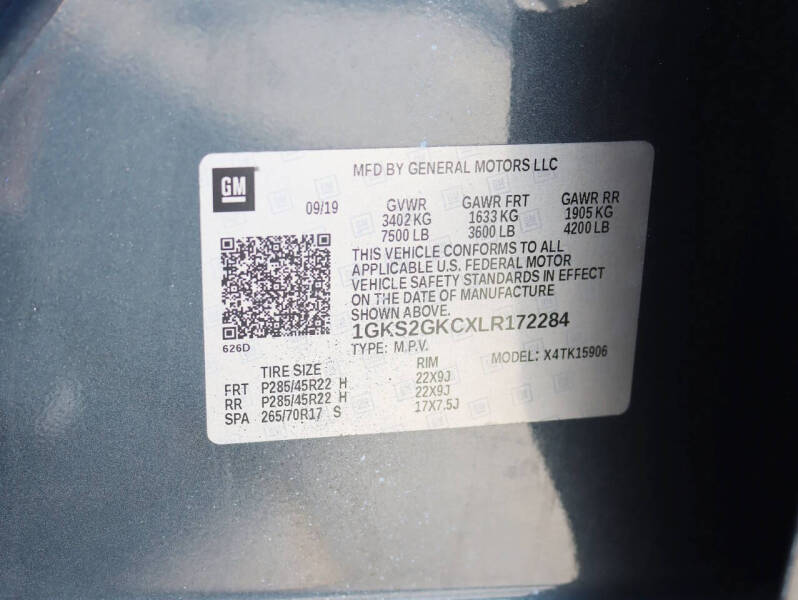 MFD BY GENERAL MOTORS LLC
GM
09/19 GVWR GAWR FRT GAWR RR
3402 KG 1633 KG 1905 KG
7500 LB 3600 LB 4200 LB
THIS VEHICLE CONFORMS TO ALL
APPLICABLE U.S. FEDERAL MOTOR
VEHICLE SAFETY STANDARDS IN EFFECT
ON THE DATE OF MANUFACTURE
SHOWN ABOVE.
1GKS2GKCXLR172284
626D
TYPE: M.P.V. MODEL: X4TK15906
TIRE SIZE RIM
FRT P285/45R22 H 22X9J
RR P285/45R22 H 22X9J
SPA 265/70R17 S 17X7.5J